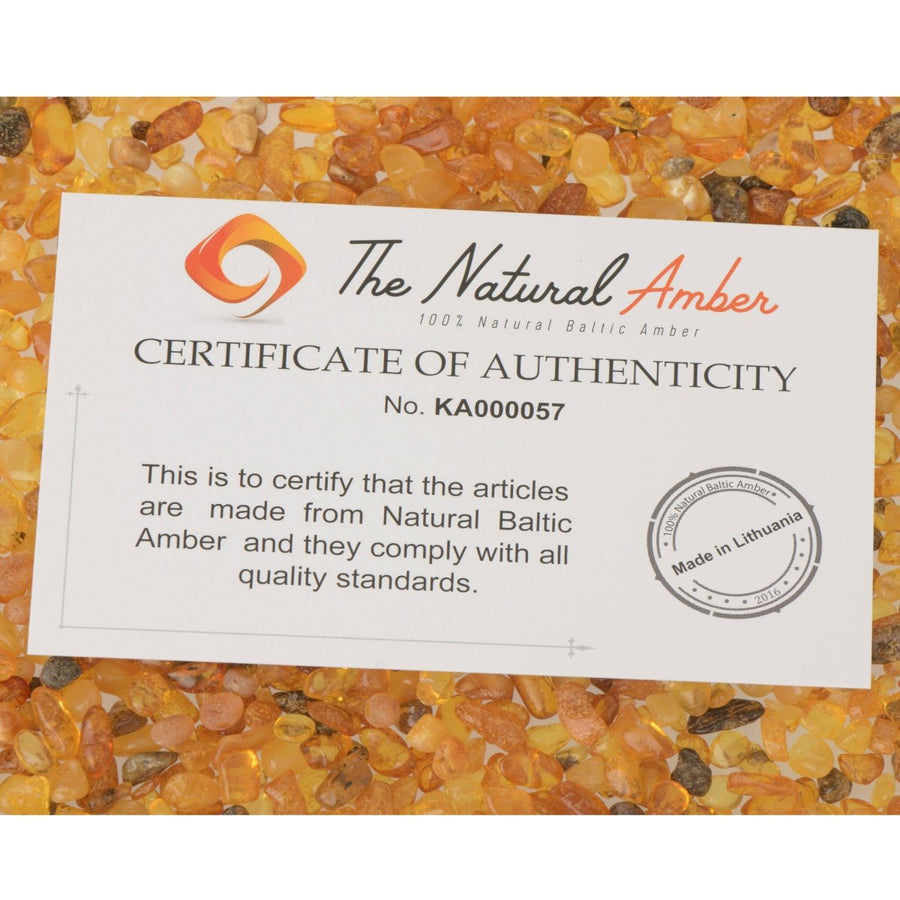 The Natural Amber
100% Natural Baltic Amber
CERTIFICATE OF AUTHENTICITY
No. KA000057
This is to certify that the articles
are made from Natural Baltic
Amber and they comply with all
quality standards.
100% Natural Baltic Amber
Made in Lithuania
2016